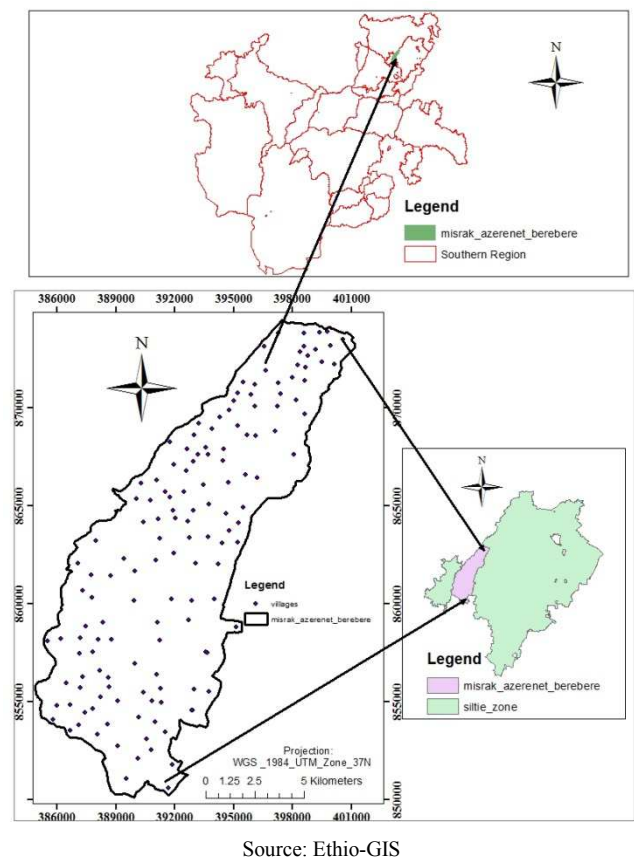 N
Legend
misrak_azerenet_berebere
Southern Region
386000 389000 392000 395000 398000 401000
N
870000
865000
860000
855000
850000
870000
865000
860000
855000
850000
Legend
villages
misrak_azerenet_berebere
Projection:
WGS _1984_UTM_Zone_37N
0 1.25 2.5 5 Kilometers
386000 389000 392000 395000 398000 401000
N
Legend
misrak_azerenet_berebere
siltie_zone
Source: Ethio-GIS